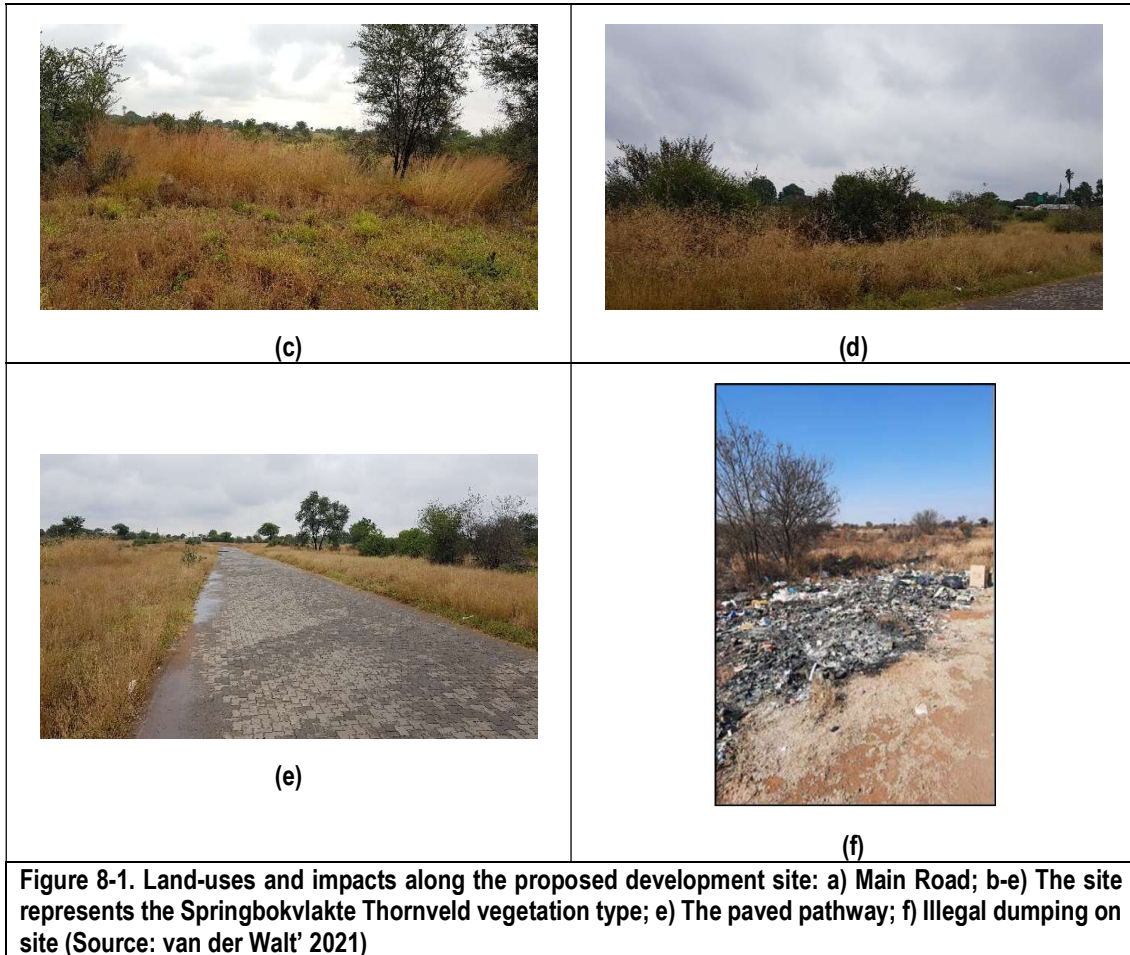 (c)
(d)
(e)
(f)
Figure 8-1. Land-uses and impacts along the proposed development site: a) Main Road; b-e) The site
represents the Springbokvlakte Thornveld vegetation type; e) The paved pathway; f) Illegal dumping on
site (Source: van der Walt’ 2021)